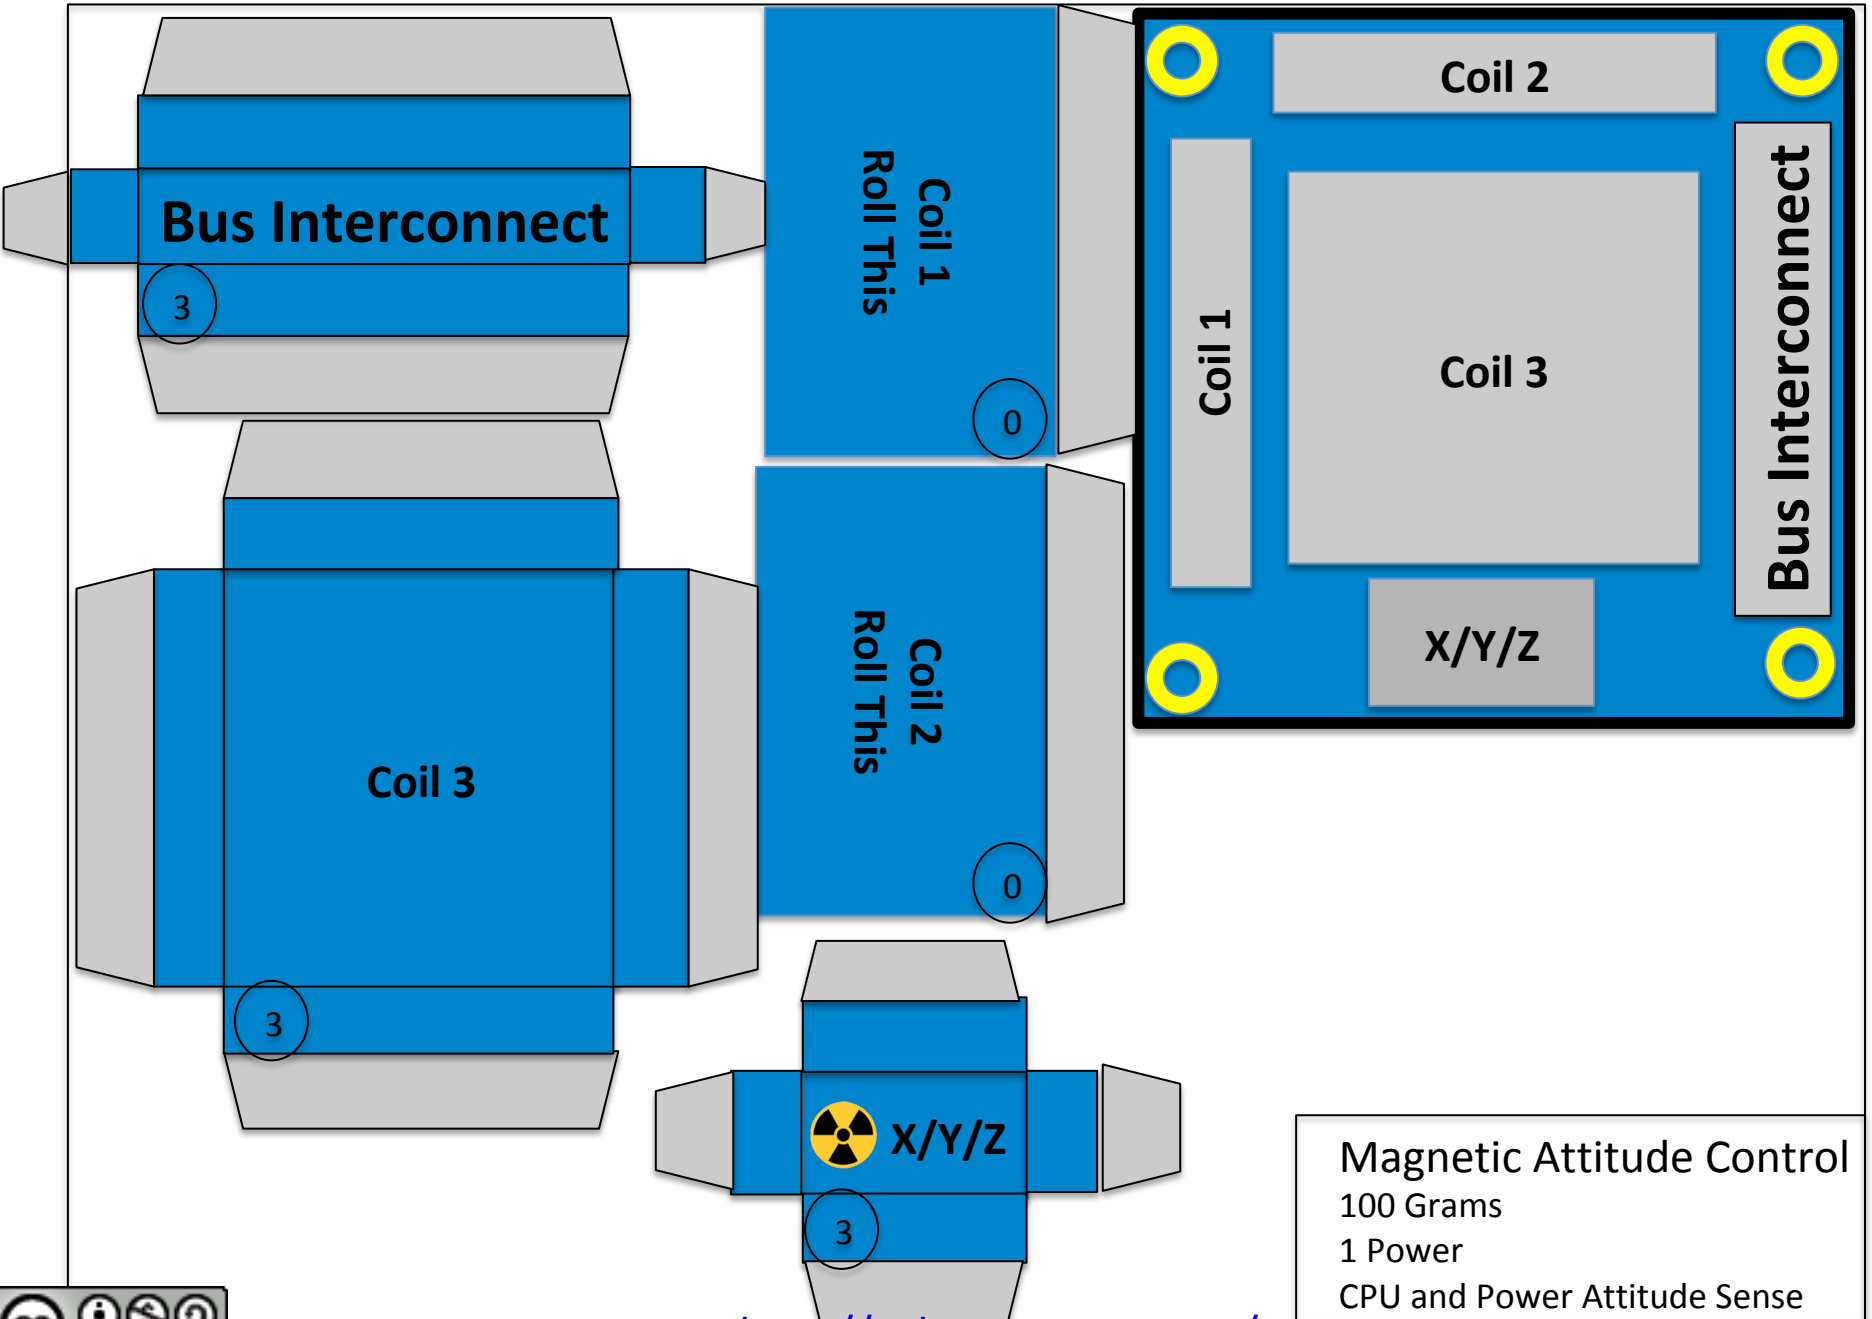 Bus Interconnect
3
Coil 1
Roll This
0
Coil 2
Coil 1
Coil 3
Bus Interconnect
X/Y/Z
Coil 3
3
Coil 2
Roll This
0
X/Y/Z
3
Magnetic Attitude Control
100 Grams
1 Power
CPU and Power Attitude Sense